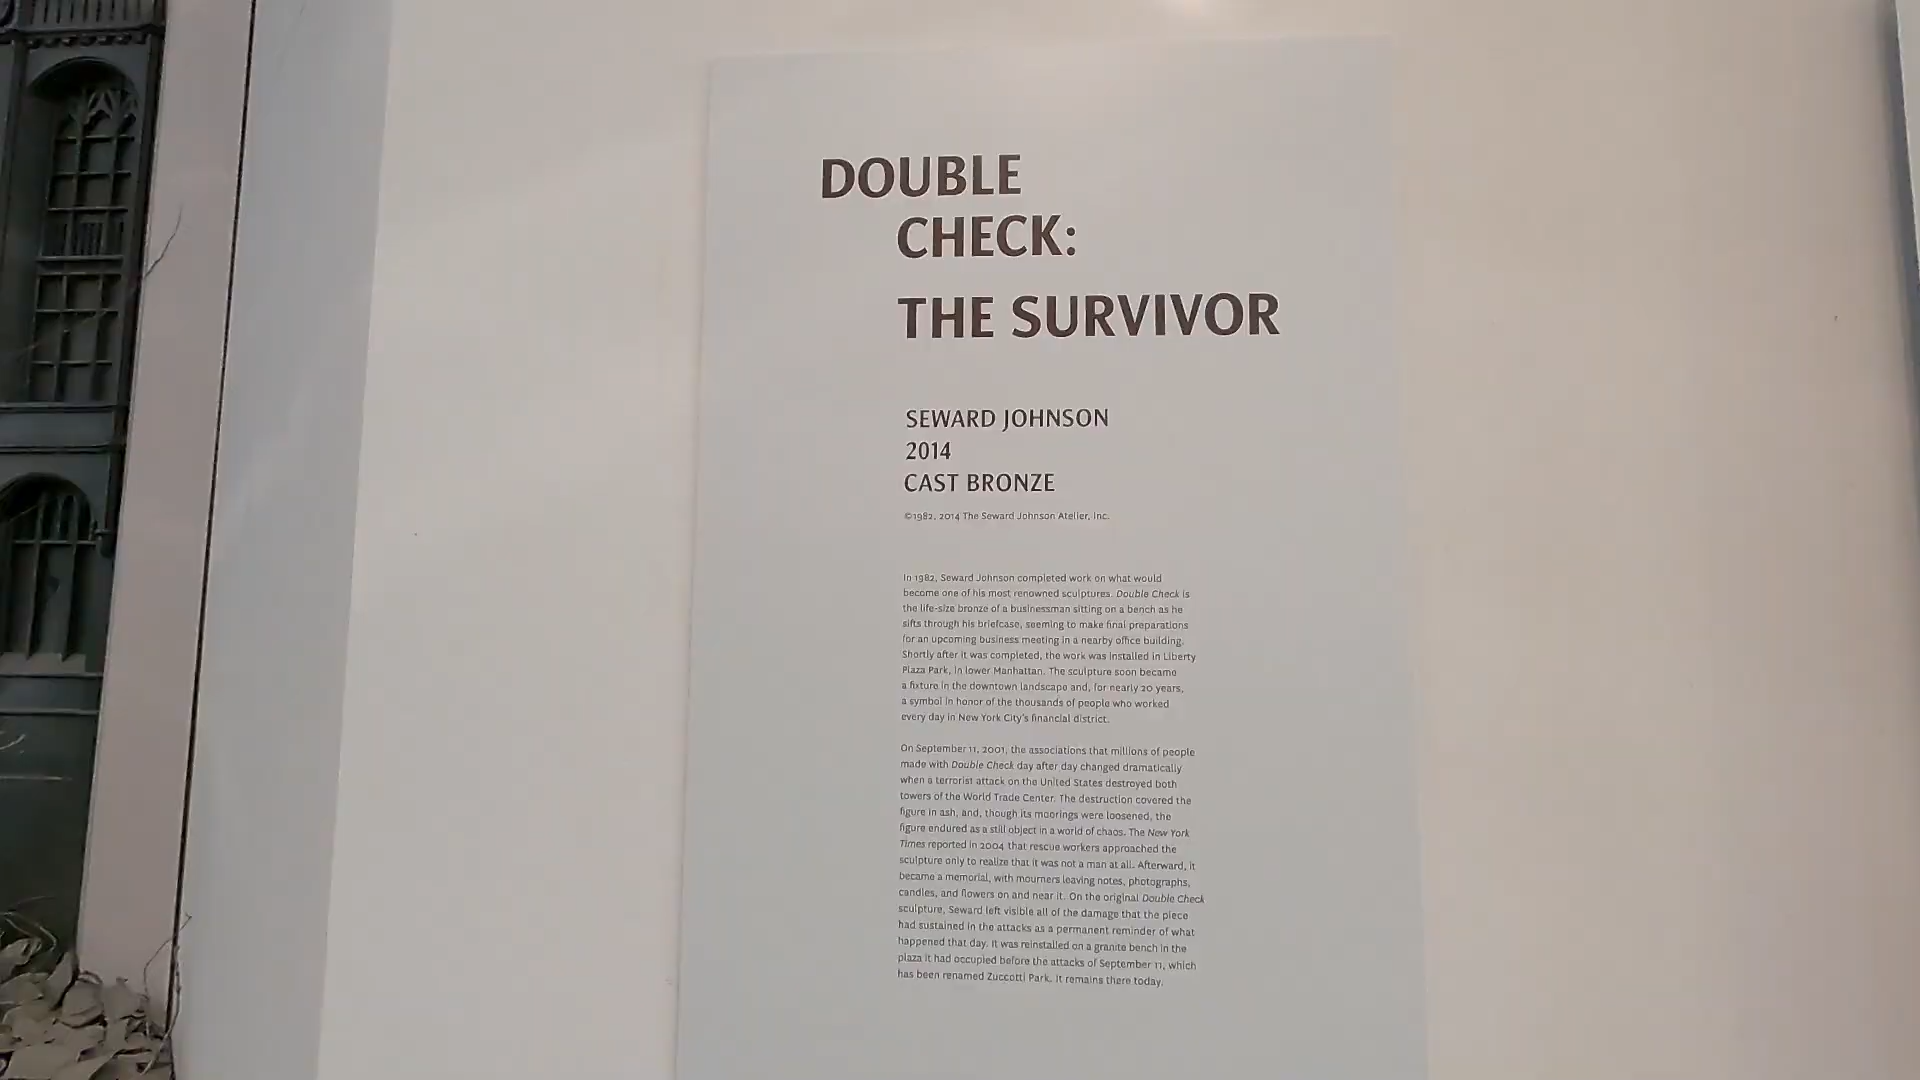 DOUBLE
CHECK:
THE SURVIVOR
SEWARD JOHNSON
2014
CAST BRONZE
©1982, 2014 The Seward Johnson Atelier, Inc.
In 1982, Seward Johnson completed work on what would
become one of his most renowned sculptures. Double Check is
the life-size bronze of a businessman sitting on a bench as he
sifts through his briefcase, seeming to make final preparations
for an upcoming business meeting in a nearby office building.
Shortly after it was completed, the work was installed in Liberty
Plaza Park, in lower Manhattan. The sculpture soon became
a fixture in the downtown landscape and, for nearly 20 years,
a symbol in honor of the thousands of people who worked
every day in New York City's financial district.
On September 11, 2001, the associations that millions of people
made with Double Check day after day changed dramatically
when a terrorist attack on the United States destroyed both
towers of the World Trade Center. The destruction covered the
figure in ash, and, though its moorings were loosened, the
figure endured as a still object in a world of chaos. The New York
Times reported in 2004 that rescue workers approached the
sculpture only to realize that it was not a man at all. Afterward, it
became a memorial, with mourners leaving notes, photographs,
candles, and flowers on and near it. On the original Double Check
sculpture, Seward left visible all of the damage that the piece
had sustained in the attacks as a permanent reminder of what
happened that day. It was reinstalled on a granite bench in the
plaza it had occupied before the attacks of September 11, which
has been renamed Zuccotti Park. It remains there today.